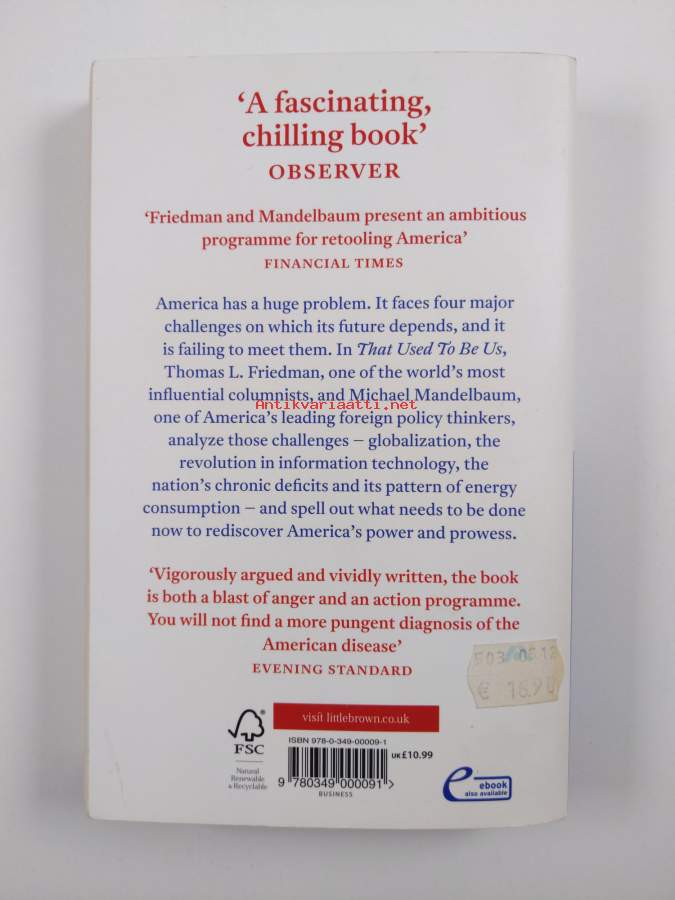 ‘A fascinating,
chilling book’
OBSERVER
‘Friedman and Mandelbaum present an ambitious
programme for retooling America’
FINANCIAL TIMES
America has a huge problem. It faces four major
challenges on which its future depends, and it
is failing to meet them. In That Used To Be Us,
Thomas L. Friedman, one of the world’s most
influential columnists, and Michael Mandelbaum,
Antikvariaatti.net
one of America’s leading foreign policy thinkers,
analyze those challenges – globalization, the
revolution in information technology, the
nation’s chronic deficits and its pattern of energy
consumption – and spell out what needs to be done
now to rediscover America’s power and prowess.
‘Vigorously argued and vividly written, the book
is both a blast of anger and an action programme.
You will not find a more pungent diagnosis of the
American disease’
EVENING STANDARD
€ 16.90
visit littlebrown.co.uk
FSC
Natural
Renewable
& Recyclable
ISBN 978-0-349-00009-1
9 780349 000091 >
BUSINESS
UK £10.99
ebook
also available